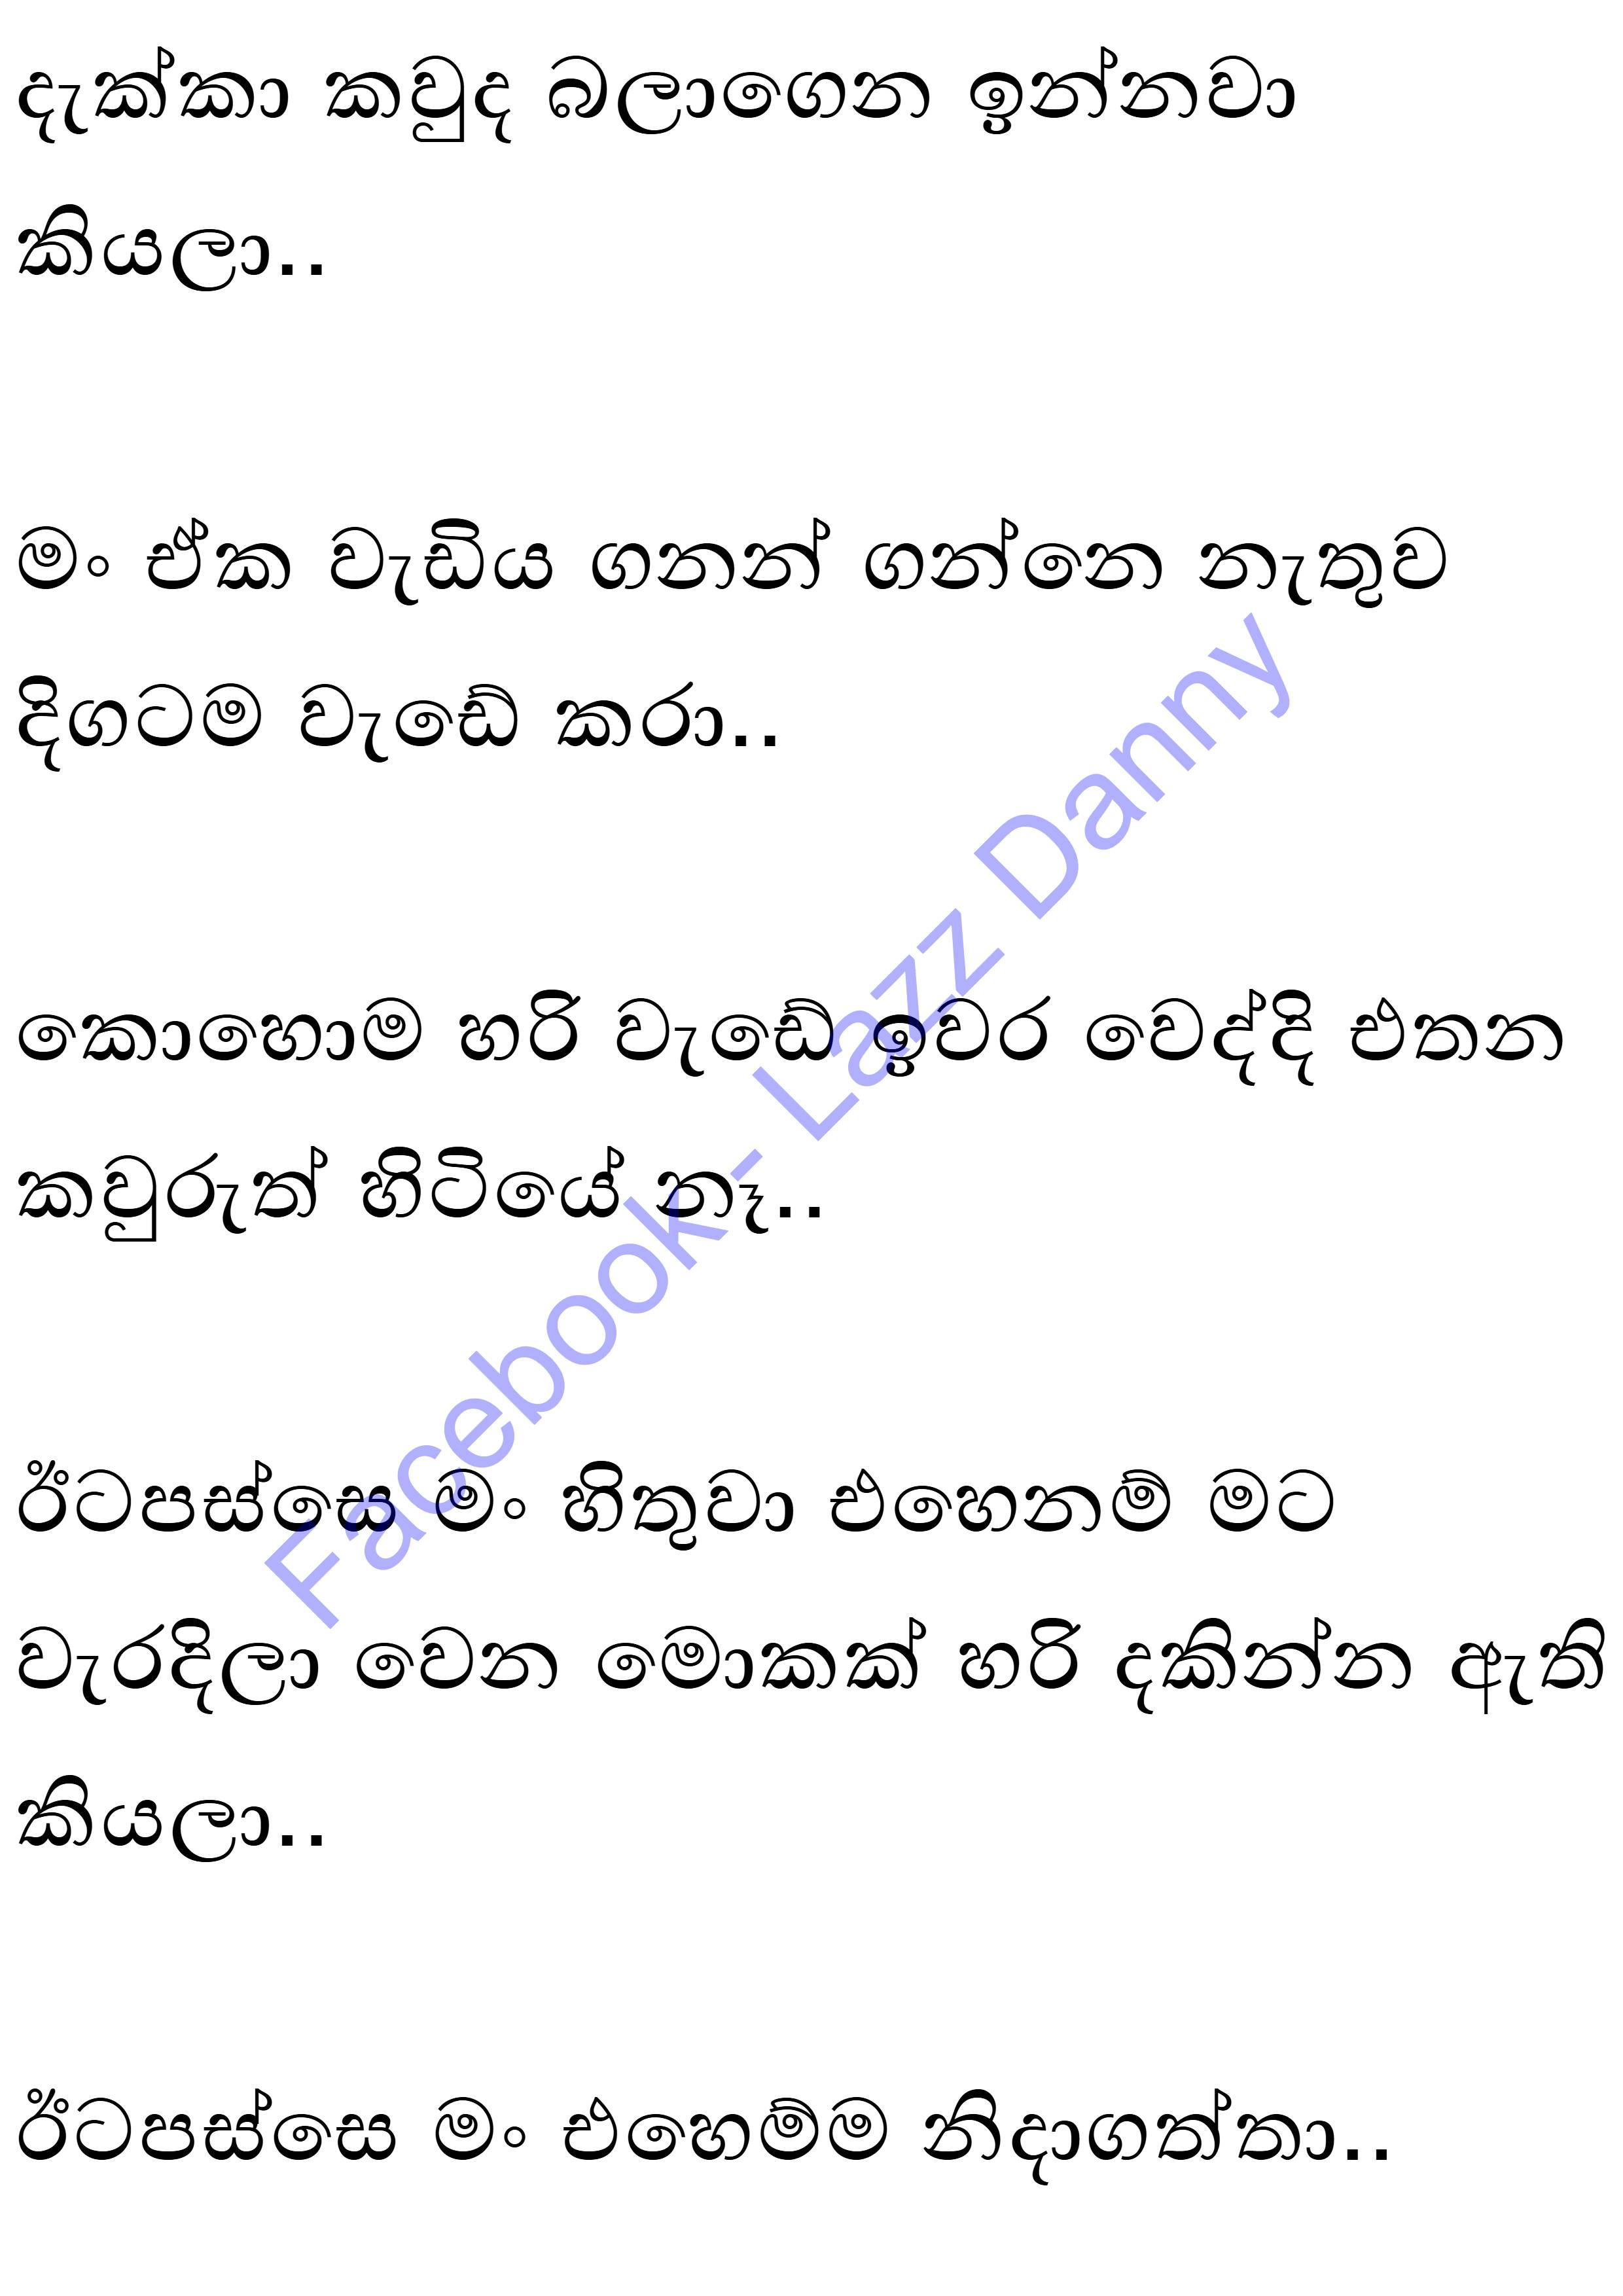 දැක්කා කවුද බලාගෙන ඉන්නවා
කියලා..
මං ඒක වැඩිය ගනන් ගන්නෙ නැතුව
දිගටම වැඩේ කරා..
කොහොම හරි වැඩේ ඉවර වෙද්දි එතන
කවුරුත් හිටියේ නෑ..
ඊටපස්සෙ මං හිතුවා එහෙනම් මට
වැරදිලා වෙන මොකක් හරි දකින්න ඇති
කියලා..
ඊටපස්සෙ මං එහෙම්ම නිදාගත්තා..
Facebook- Lazz Danny